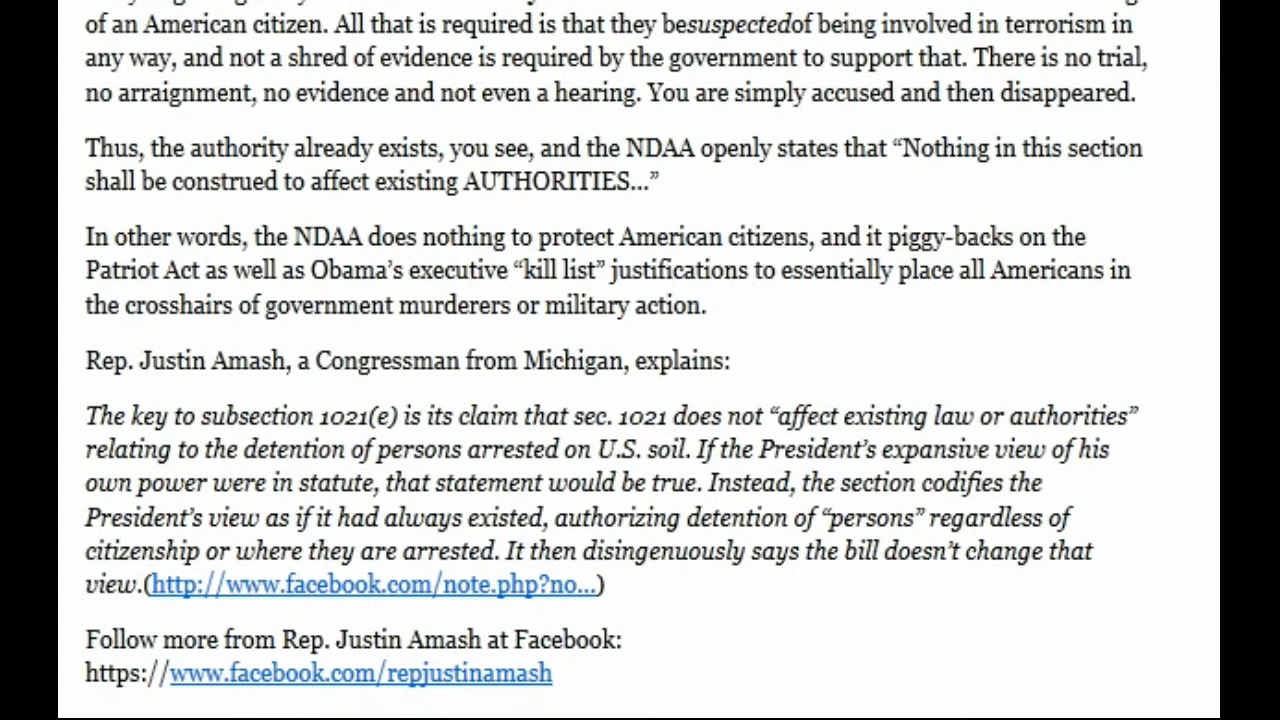 of an American citizen. All that is required is that they besuspectedof being involved in terrorism in
any way, and not a shred of evidence is required by the government to support that. There is no trial,
no arraignment, no evidence and not even a hearing. You are simply accused and then disappeared.
Thus, the authority already exists, you see, and the NDAA openly states that “Nothing in this section
shall be construed to affect existing AUTHORITIES...”
In other words, the NDAA does nothing to protect American citizens, and it piggy-backs on the
Patriot Act as well as Obama’s executive “kill list” justifications to essentially place all Americans in
the crosshairs of government murderers or military action.
Rep. Justin Amash, a Congressman from Michigan, explains:
The key to subsection 1021(e) is its claim that sec. 1021 does not “affect existing law or authorities”
relating to the detention of persons arrested on U.S. soil. If the President’s expansive view of his
own power were in statute, that statement would be true. Instead, the section codifies the
President’s view as if it had always existed, authorizing detention of “persons” regardless of
citizenship or where they are arrested. It then disingenuously says the bill doesn’t change that
view.(http://www.facebook.com/note.php?no...)
Follow more from Rep. Justin Amash at Facebook:
https://www.facebook.com/repjustinamash